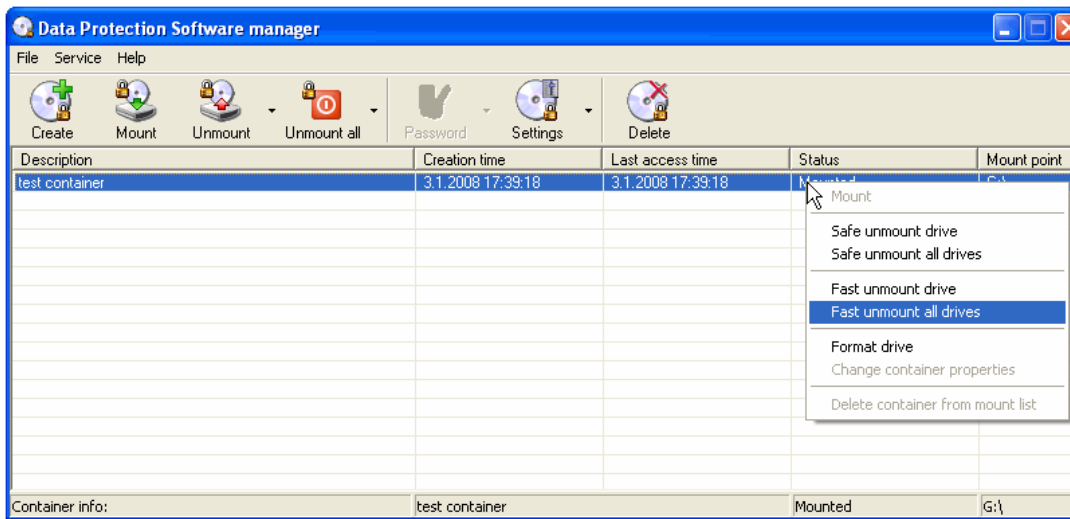 Data Protection Software manager
File Service Help
Create Mount Unmount Unmount all Password Settings Delete
Description Creation time Last access time Status Mount point
test container 3.1.2008 17:39:18 3.1.2008 17:39:18
Mount
Safe unmount drive
Safe unmount all drives
Fast unmount drive
Fast unmount all drives
Format drive
Change container properties
Delete container from mount list
Container info: test container Mounted G:\